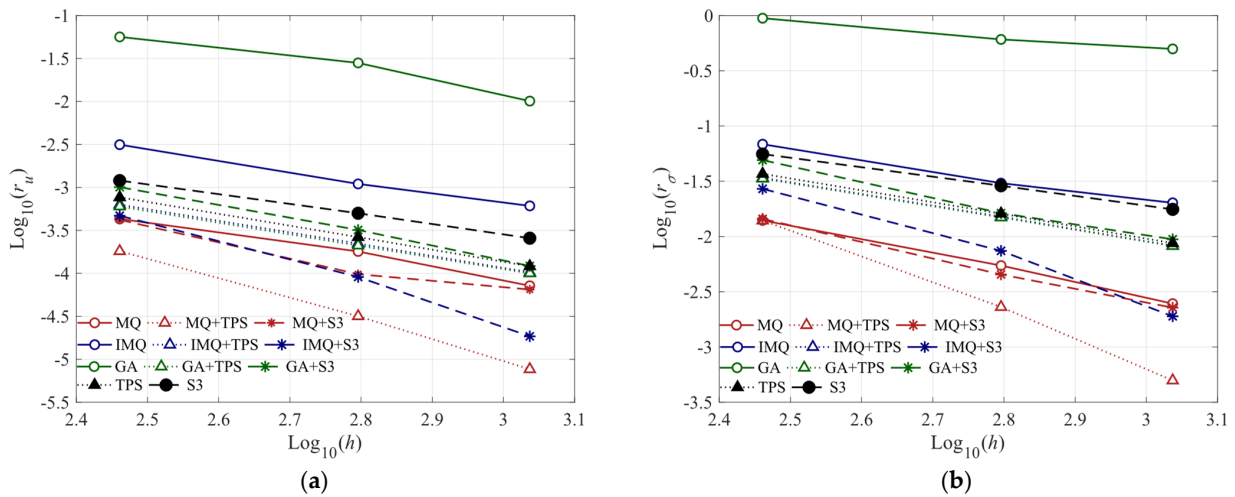 -1
-1.5
-2
-2.5
-3
-3.5
-4
-4.5
-5
-5.5
Log10(ru)
MQ MQ+TPS MQ+S3
IMQ IMQ+TPS IMQ+S3
GA GA+TPS GA+S3
TPS S3
2.4 2.5 2.6 2.7 2.8 2.9 3 3.1
Log10(h)
(a)
0
-0.5
-1
-1.5
-2
-2.5
-3
-3.5
Log10(rσ)
MQ MQ+TPS MQ+S3
IMQ IMQ+TPS IMQ+S3
GA GA+TPS GA+S3
TPS S3
2.4 2.5 2.6 2.7 2.8 2.9 3 3.1
Log10(h)
(b)